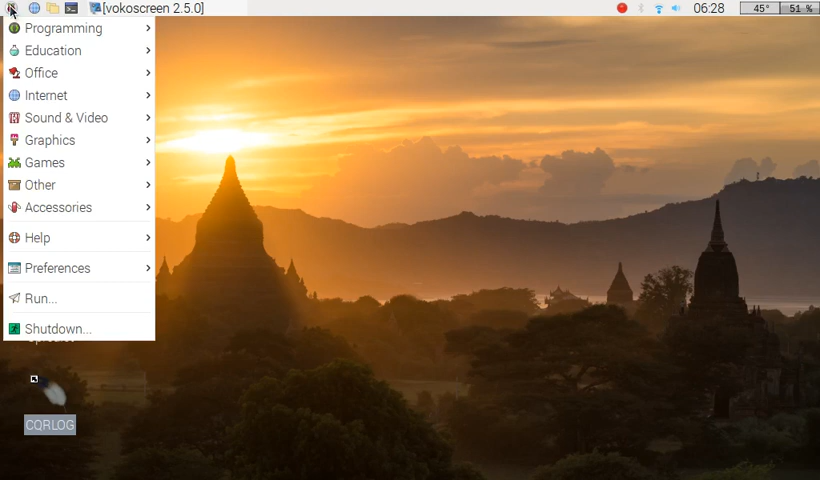 [vokoscreen 2.5.0]
06:28
45°
51 %
Programming
Education
Office
Internet
Sound & Video
Graphics
Games
Other
Accessories
Help
Preferences
Run...
Shutdown...
CQRLOG